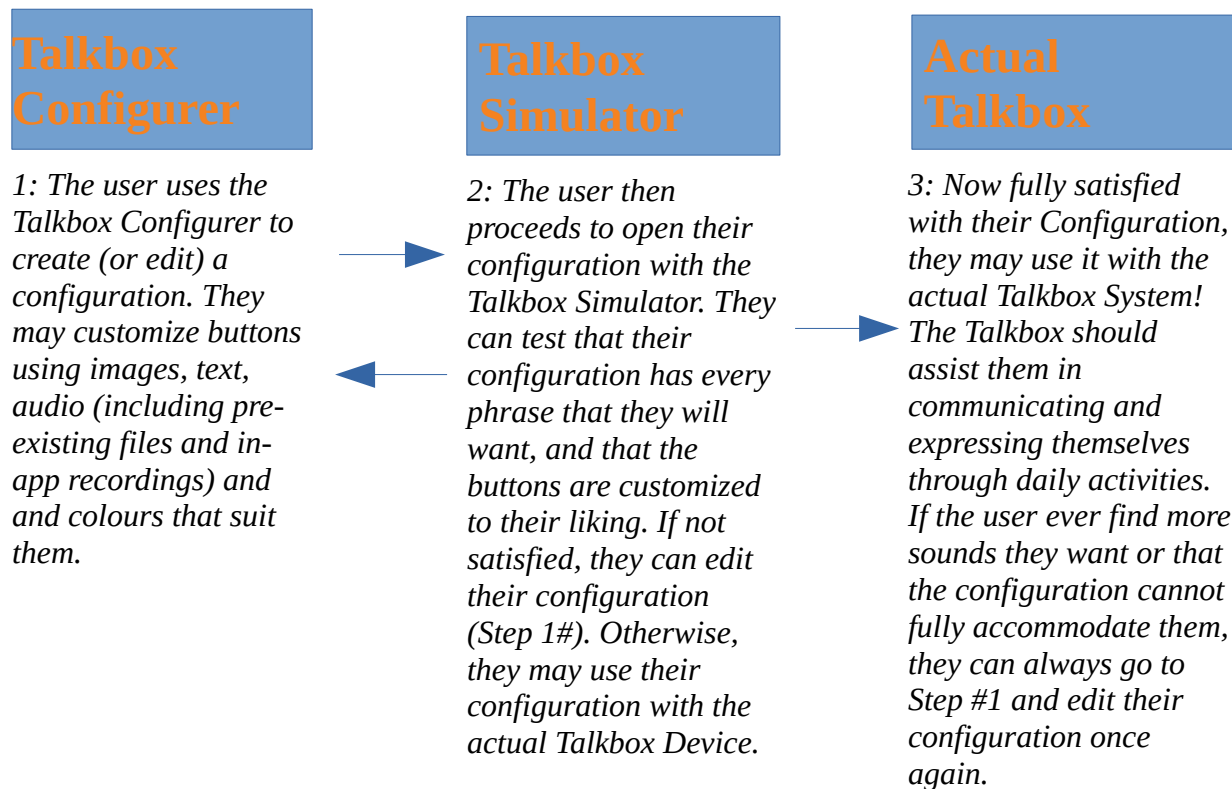 Talkbox
Configurer
1: The user uses the
Talkbox Configurer to
create (or edit) a
configuration. They
may customize buttons
using images, text,
audio (including pre-
existing files and in-
app recordings) and
and colours that suit
them.
Talkbox
Simulator
2: The user then
proceeds to open their
configuration with the
Talkbox Simulator. They
can test that their
configuration has every
phrase that they will
want, and that the
buttons are customized
to their liking. If not
satisfied, they can edit
their configuration
(Step 1#). Otherwise,
they may use their
configuration with the
actual Talkbox Device.
Actual
Talkbox
3: Now fully satisfied
with their Configuration,
they may use it with the
actual Talkbox System!
The Talkbox should
assist them in
communicating and
expressing themselves
through daily activities.
If the user ever find more
sounds they want or that
the configuration cannot
fully accommodate them,
they can always go to
Step #1 and edit their
configuration once
again.